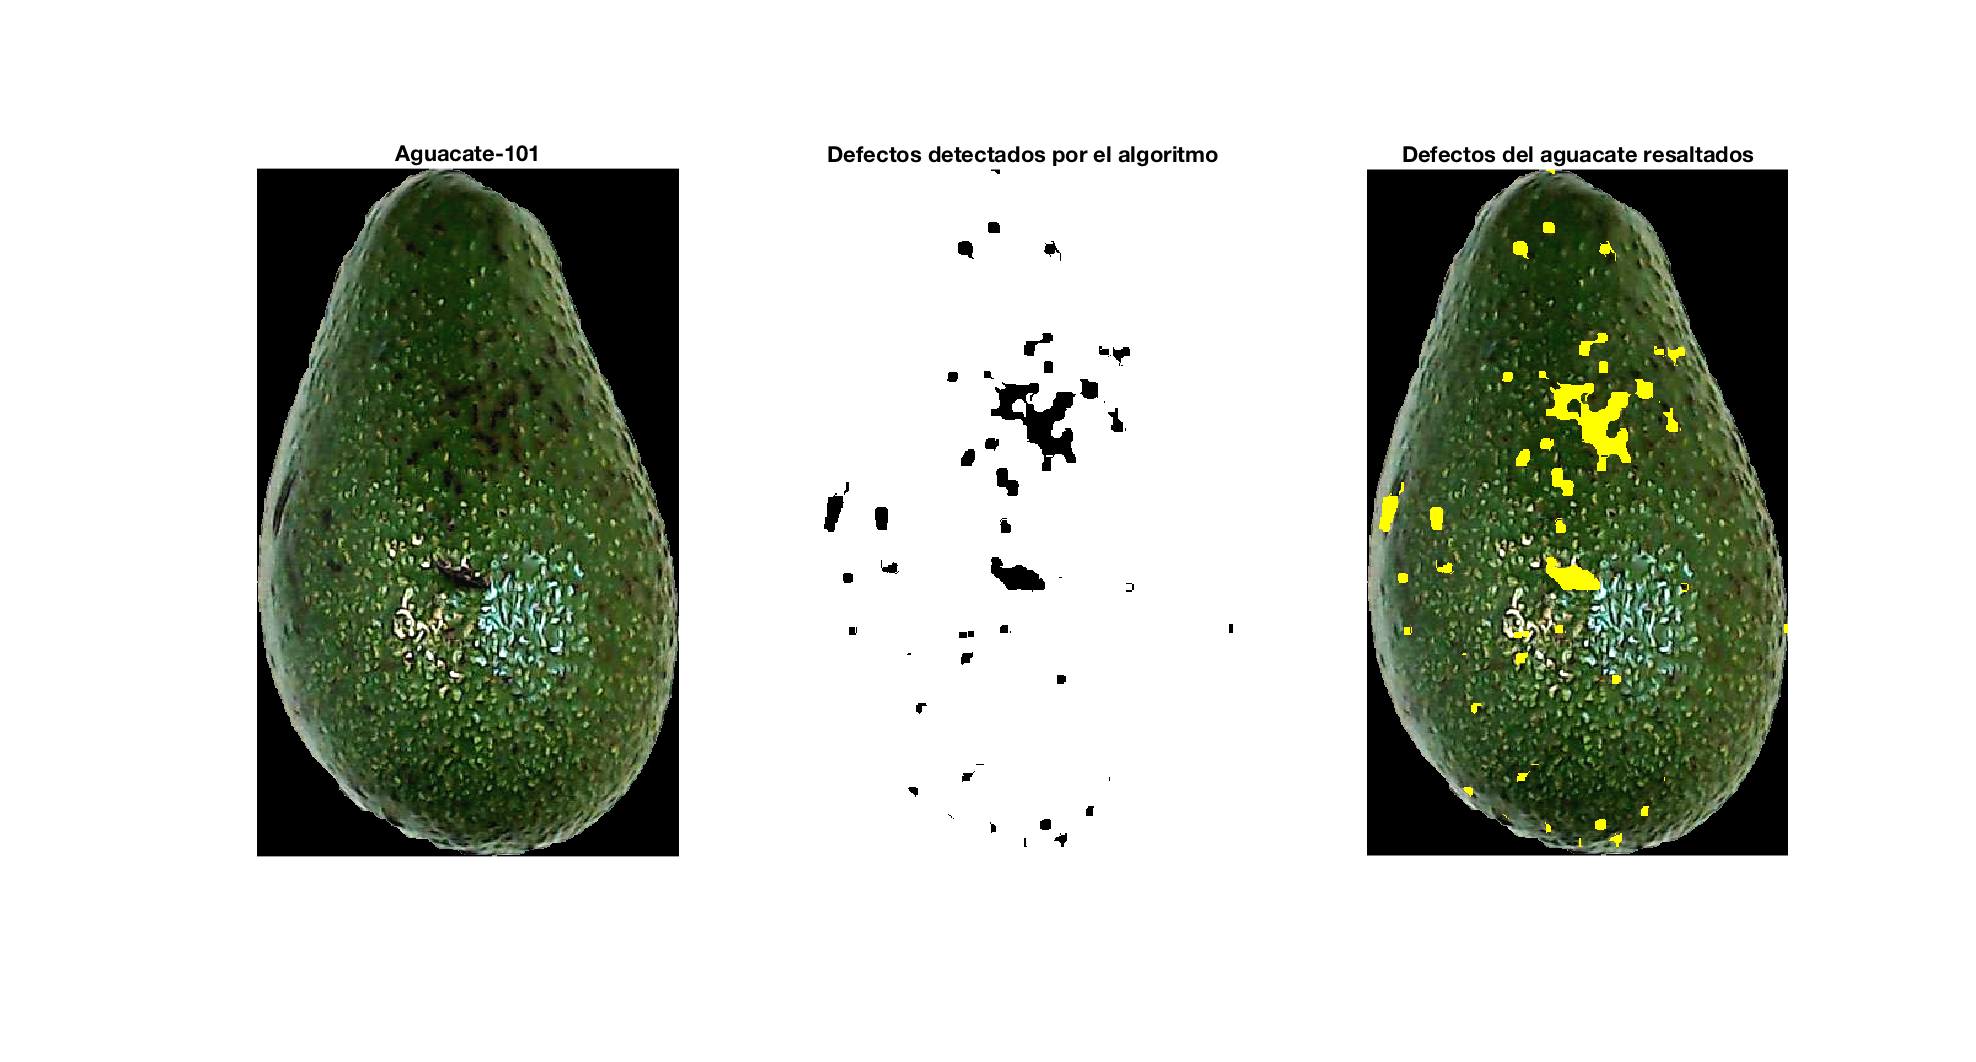 Aguacate-101
Defectos detectados por el algoritmo
Defectos del aguacate resaltados